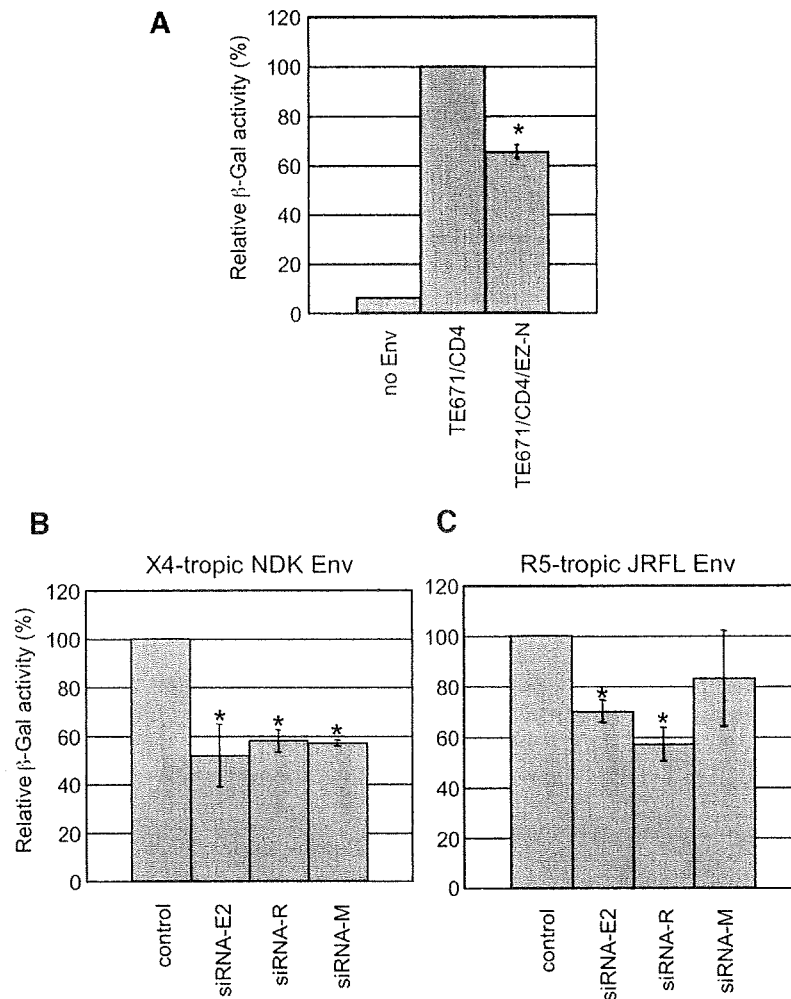 A
Relative β-Gal activity (%)
120
100
80
60
40
20
0
*
no Env
TE671/CD4
TE671/CD4/EZ-N
B
X4-tropic NDK Env
Relative β-Gal activity (%)
120
100
80
60
40
20
0
*
*
*
control
siRNA-E2
siRNA-R
siRNA-M
C
R5-tropic JRFL Env
120
100
80
60
40
20
0
*
*
control
siRNA-E2
siRNA-R
siRNA-M